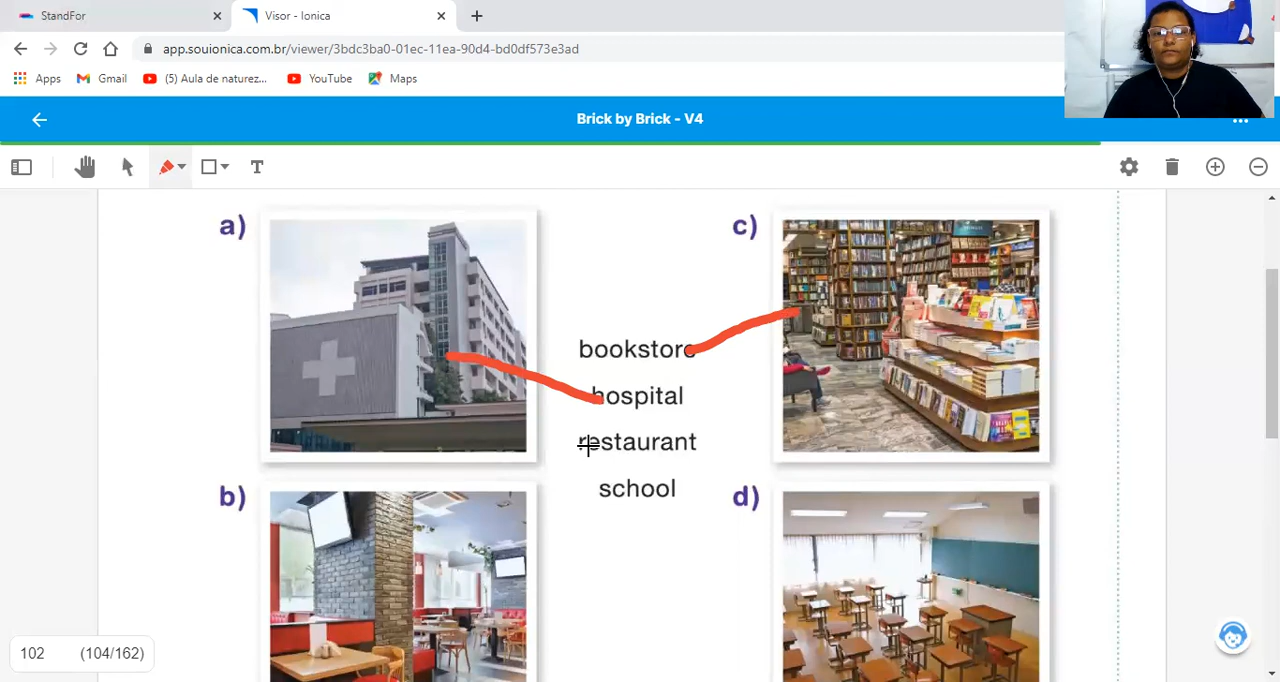 StandFor
Visor - Ionica
app.souionica.com.br/viewer/3bdc3ba0-01ec-11ea-90d4-bd0df573e3ad
Apps
Gmail
(5) Aula de naturez...
YouTube
Maps
Brick by Brick - V4
T
a)
c)
bookstore
hospital
restaurant
school
b)
d)
102 (104/162)